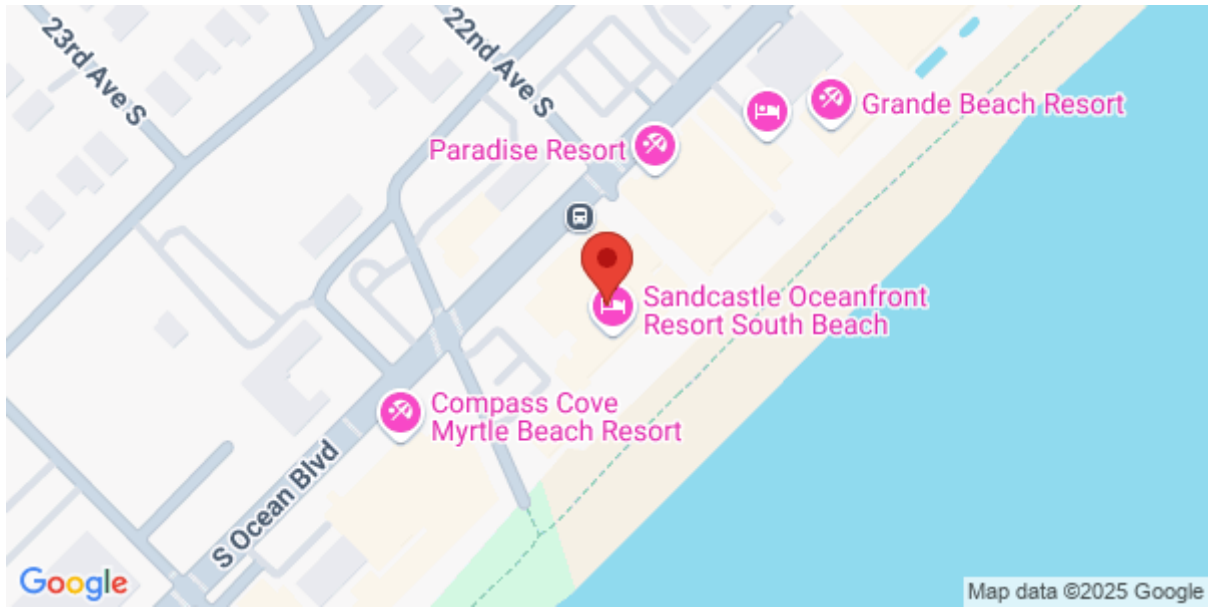 23rd Ave S
22nd Ave S
Grande Beach Resort
Paradise Resort
Sandcastle Oceanfront
Resort South Beach
Compass Cove
Myrtle Beach Resort
S Ocean Blvd
Google
Map data ©2025 Google